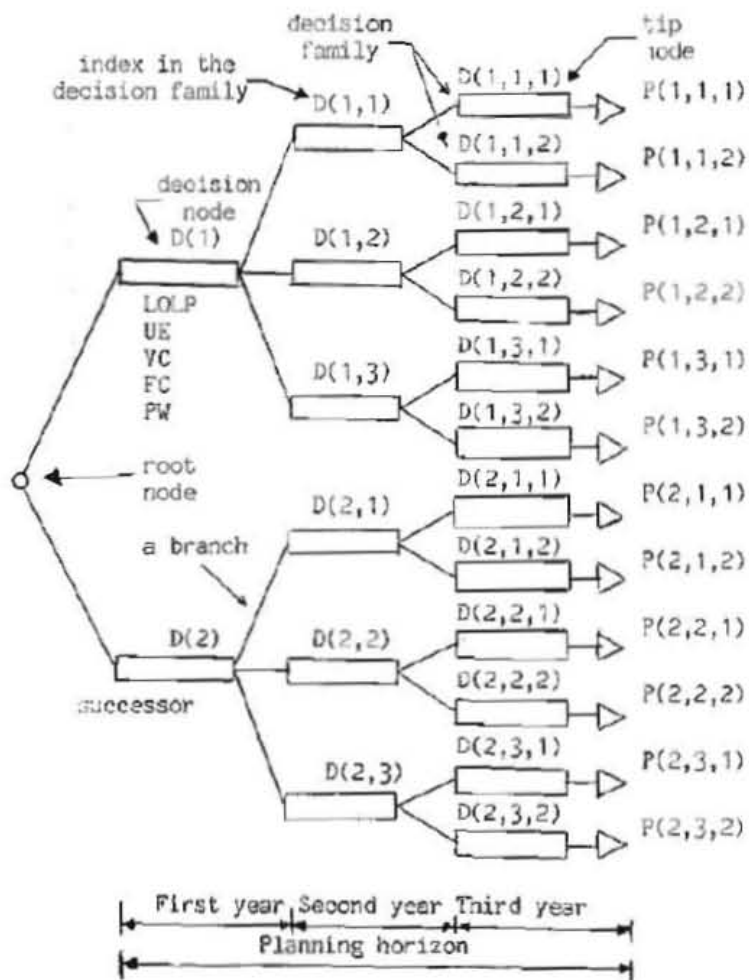 decision family
tip node
index in the decision family
D(1,1)
D(1,1,1)
P(1,1,1)
D(1,1,2)
P(1,1,2)
decision node
D(1)
D(1,2)
D(1,2,1)
P(1,2,1)
D(1,2,2)
P(1,2,2)
LOLP
UE
VC
FC
PW
D(1,3)
D(1,3,1)
P(1,3,1)
D(1,3,2)
P(1,3,2)
root node
D(2,1)
D(2,1,1)
P(2,1,1)
a branch
D(2,1,2)
P(2,1,2)
D(2)
D(2,2)
D(2,2,1)
P(2,2,1)
successor
D(2,2,2)
P(2,2,2)
D(2,3)
D(2,3,1)
P(2,3,1)
D(2,3,2)
P(2,3,2)
First year
Second year
Third year
Planning horizon